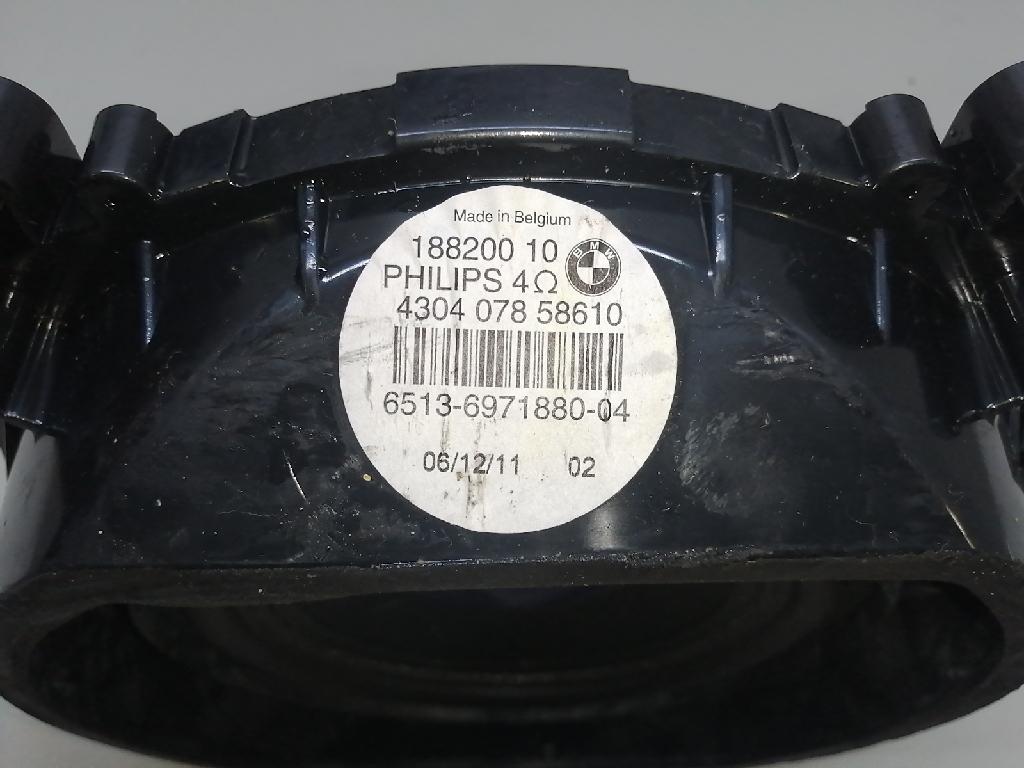 Made in Belgium
188200 10
BMW
PHILIPS 4Ω
4304 078 58610
6513-6971880-04
06/12/11 02